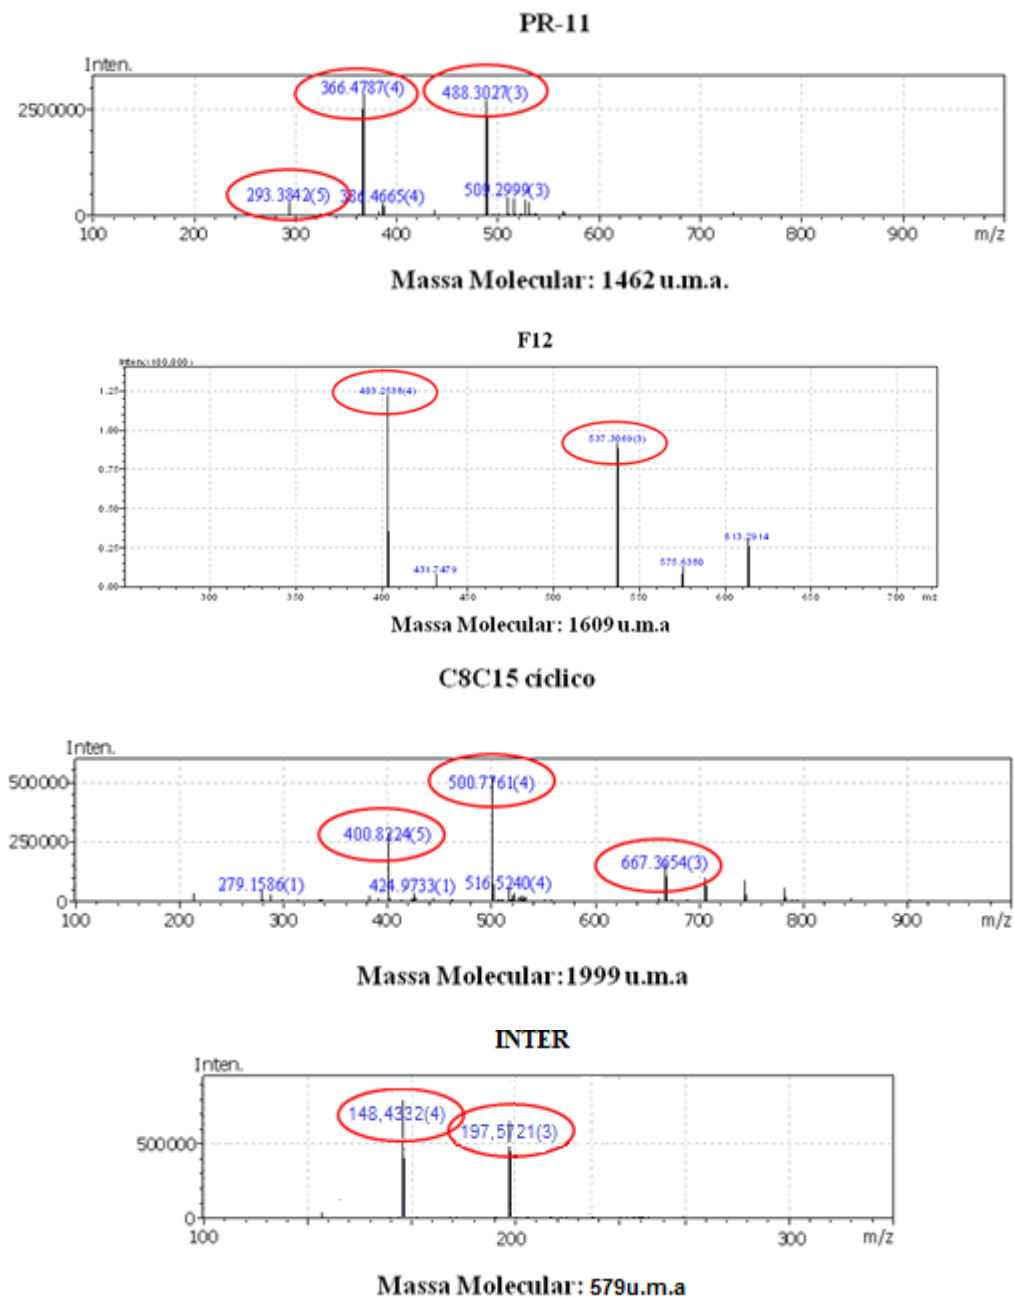 PR-11
Inten.
366.4787(4)
488.3027(3)
2500000
293.3842(5)
386.4665(4)
509.2999(3)
0
100 200 300 400 500 600 700 800 900 m/z
Massa Molecular: 1462 u.m.a.
F12
403.2538(4)
1.25
1.00
537.3069(3)
0.75
0.50
613.2914
0.25
575.6380
431.7479
0.00
300 350 400 450 500 550 600 650 700 m/z
Massa Molecular: 1609 u.m.a
C8C15 cíclico
Inten.
500.7761(4)
500000
400.8224(5)
250000
667.3654(3)
279.1586(1)
424.9733(1)
516.5240(4)
0
100 200 300 400 500 600 700 800 900 m/z
Massa Molecular:1999 u.m.a
INTER
Inten.
148,4332(4)
197,5721(3)
500000
0
100 200 300 m/z
Massa Molecular: 579u.m.a